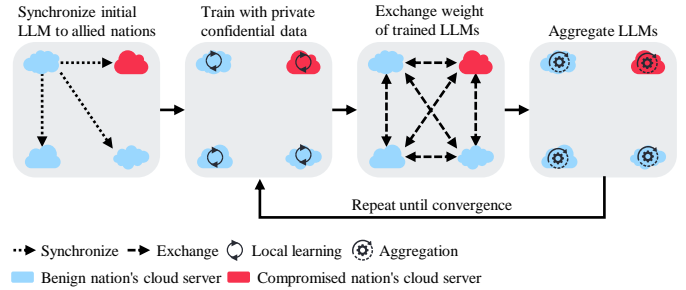 Synchronize initial
LLM to allied nations
Train with private
confidential data
Exchange weight
of trained LLMs
Aggregate LLMs
Repeat until convergence
Synchronize
Exchange
Local learning
Aggregation
Benign nation's cloud server
Compromised nation's cloud server